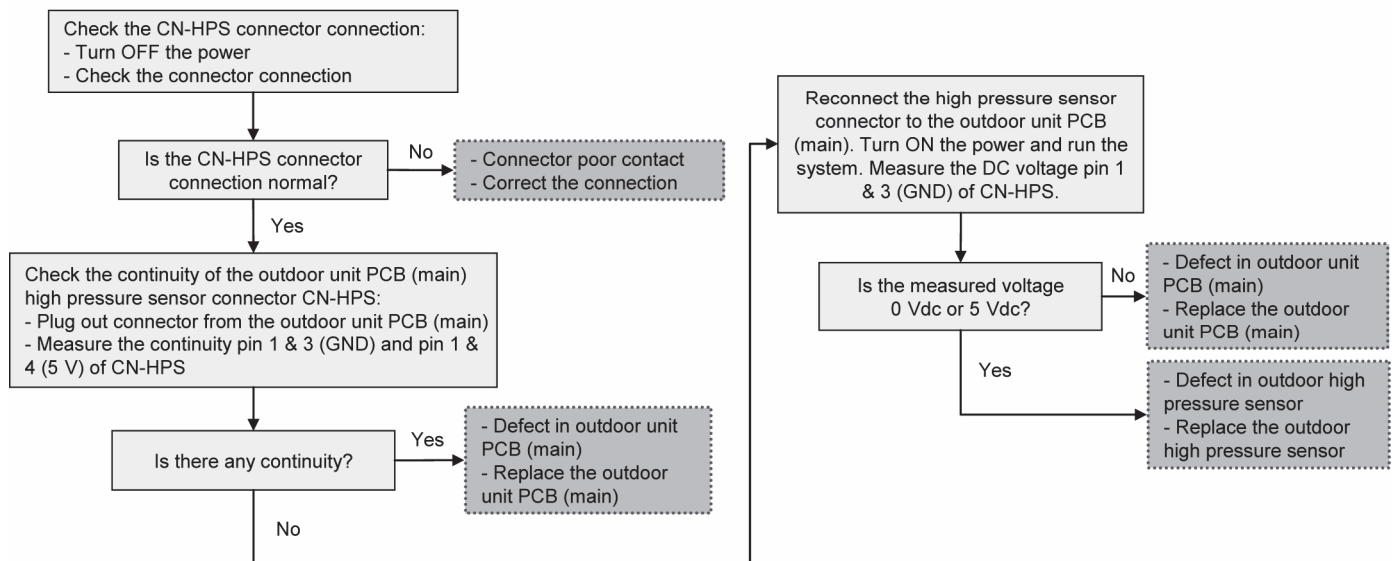 Check the CN-HPS connector connection:
- Turn OFF the power
- Check the connector connection
Is the CN-HPS connector
connection normal?
No
- Connector poor contact
- Correct the connection
Yes
Check the continuity of the outdoor unit PCB (main)
high pressure sensor connector CN-HPS:
- Plug out connector from the outdoor unit PCB (main)
- Measure the continuity pin 1 & 3 (GND) and pin 1 &
4 (5 V) of CN-HPS
Is there any continuity?
Yes
- Defect in outdoor unit
PCB (main)
- Replace the outdoor
unit PCB (main)
No
Reconnect the high pressure sensor
connector to the outdoor unit PCB
(main). Turn ON the power and run the
system. Measure the DC voltage pin 1
& 3 (GND) of CN-HPS.
Is the measured voltage
0 Vdc or 5 Vdc?
No
- Defect in outdoor unit
PCB (main)
- Replace the outdoor
unit PCB (main)
Yes
- Defect in outdoor high
pressure sensor
- Replace the outdoor
high pressure sensor